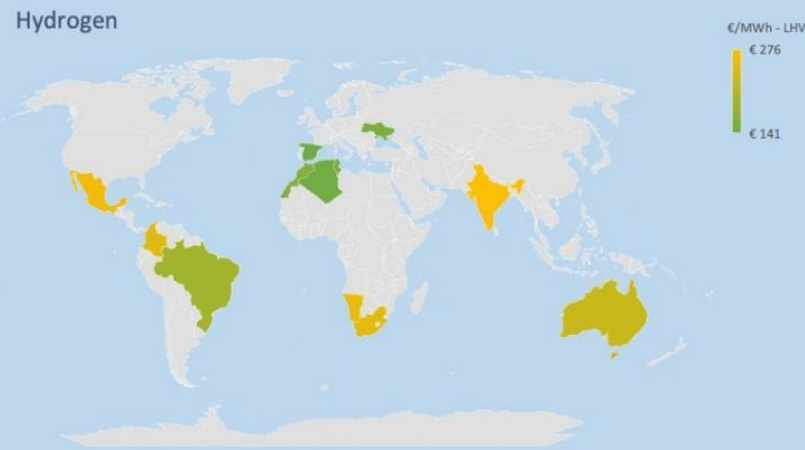 Hydrogen
€/MWh - LHV
€ 276
€ 141